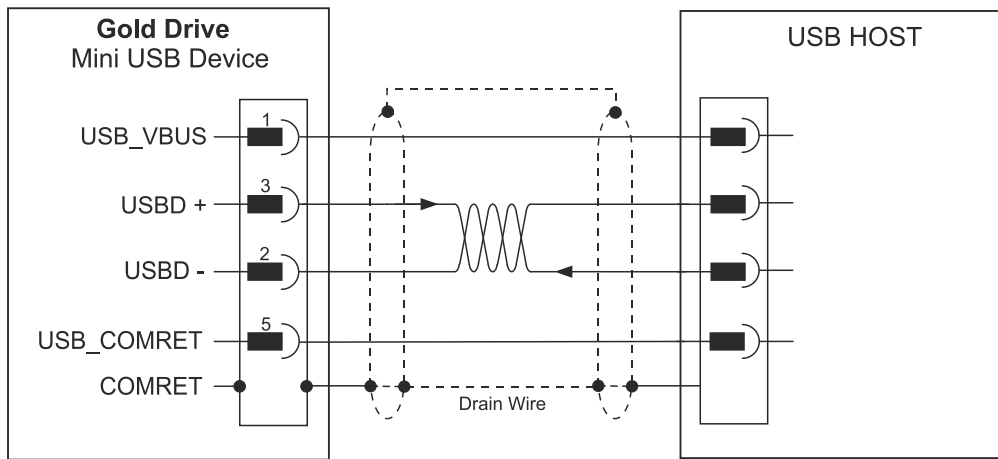 Gold Drive
Mini USB Device
USB HOST
USB_VBUS
1
USBD +
3
USBD -
2
USB_COMRET
5
COMRET
Drain Wire